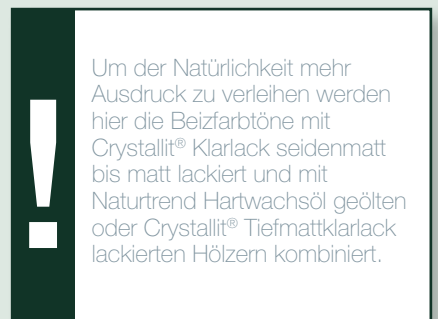 !
Um der Natürlichkeit mehr
Ausdruck zu verleihen werden
hier die Beizfarbtöne mit
Crystallit® Klarlack seidenmatt
bis matt lackiert und mit
Naturtrend Hartwachsöl geölten
oder Crystallit® Tiefmattklarlack
lackierten Hölzern kombiniert.